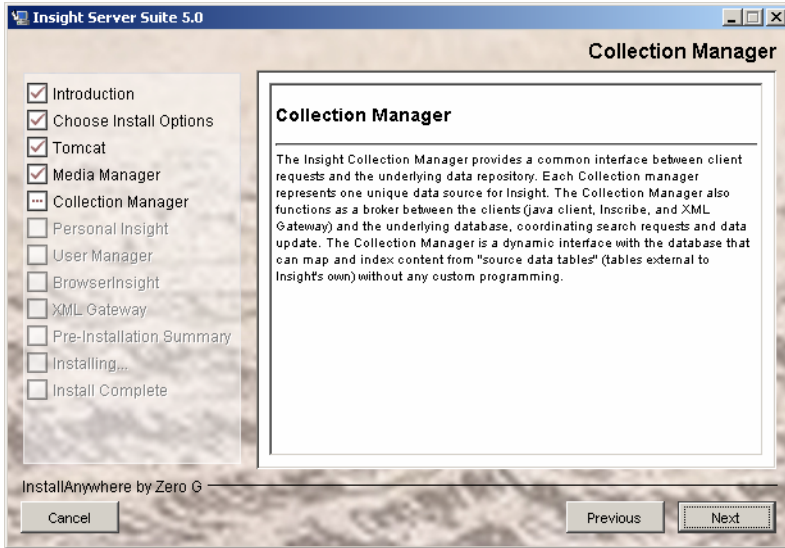 Insight Server Suite 5.0
Collection Manager
Introduction
Choose Install Options
Tomcat
Media Manager
Collection Manager
Personal Insight
User Manager
BrowserInsight
XML Gateway
Pre-Installation Summary
Installing...
Install Complete
Collection Manager
The Insight Collection Manager provides a common interface between client
requests and the underlying data repository. Each Collection manager
represents one unique data source for Insight. The Collection Manager also
functions as a broker between the clients (java client, Inscribe, and XML
Gateway) and the underlying database, coordinating search requests and data
update. The Collection Manager is a dynamic interface with the database that
can map and index content from "source data tables" (tables external to
Insight's own) without any custom programming.
InstallAnywhere by Zero G
Cancel
Previous
Next